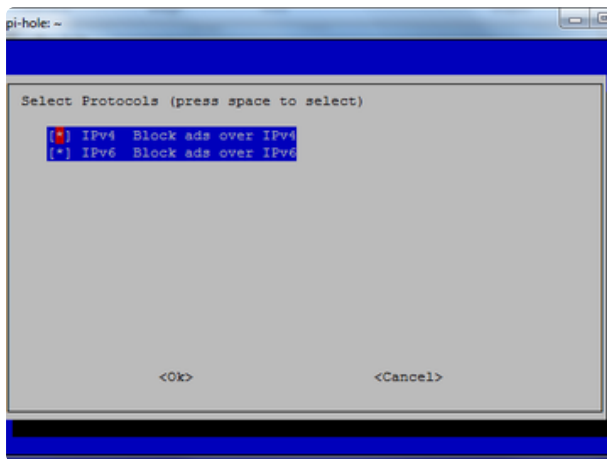 pi-hole: ~
Select Protocols (press space to select)
[*] IPv4 Block ads over IPv4
[*] IPv6 Block ads over IPv6
<Ok> <Cancel>